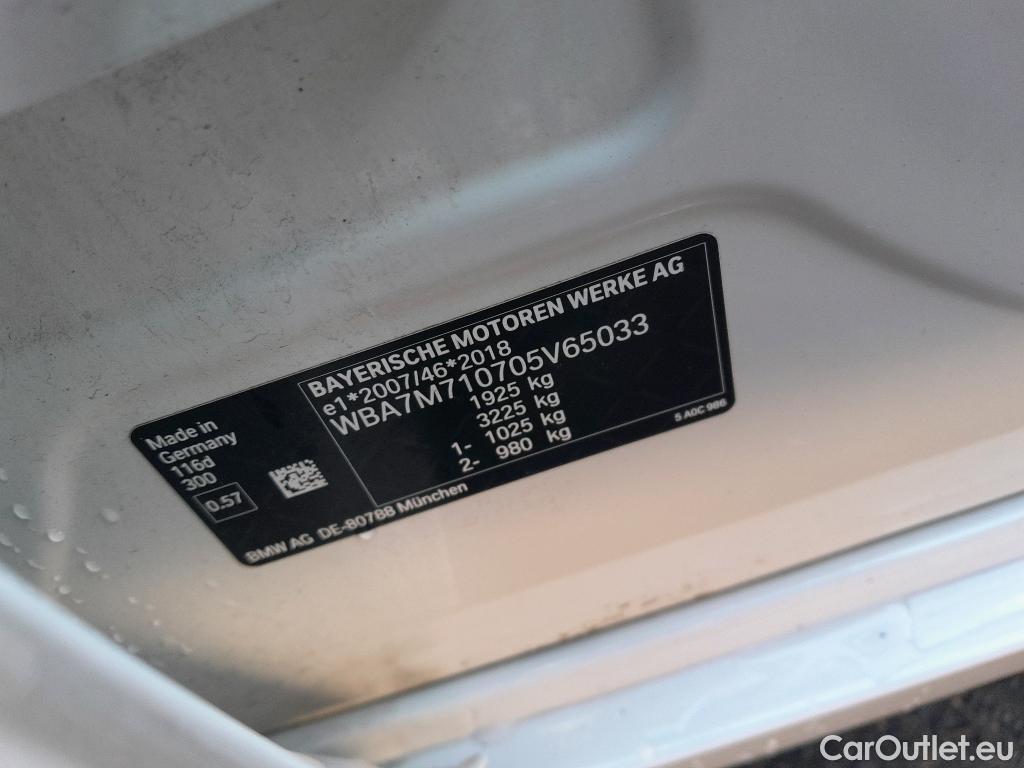 BAYERISCHE MOTOREN WERKE AG
e1*2007/46*2018
WBA7M710705V65033
1925 kg
3225 kg
1- 1025 kg
2- 980 kg
Made in
Germany
116d
300
0.57
5 A0C 986
BMW AG DE-80788 München
CarOutlet.eu